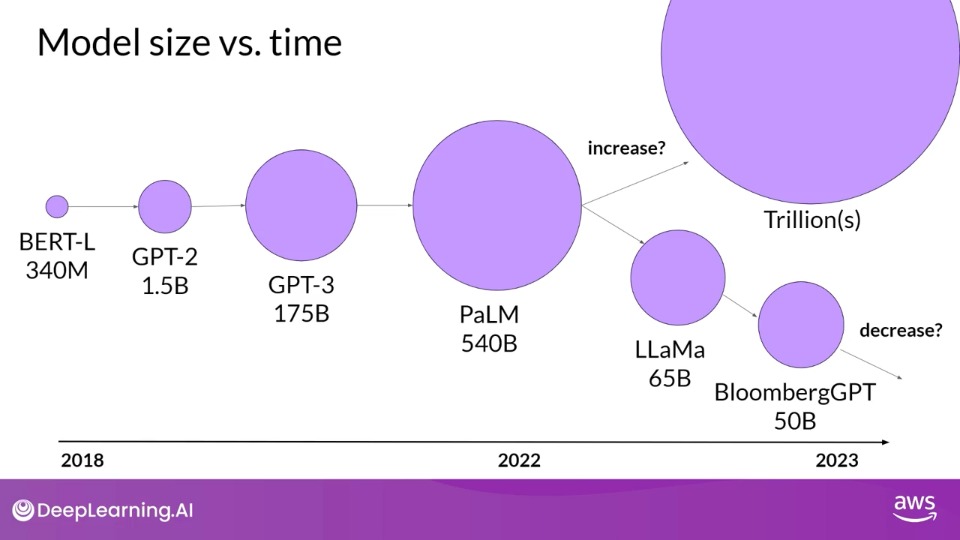 Model size vs. time
increase?
Trillion(s)
BERT-L
340M
GPT-2
1.5B
GPT-3
175B
PaLM
540B
LLaMa
65B
decrease?
BloombergGPT
50B
2018
2022
2023
DeepLearning.AI
aws